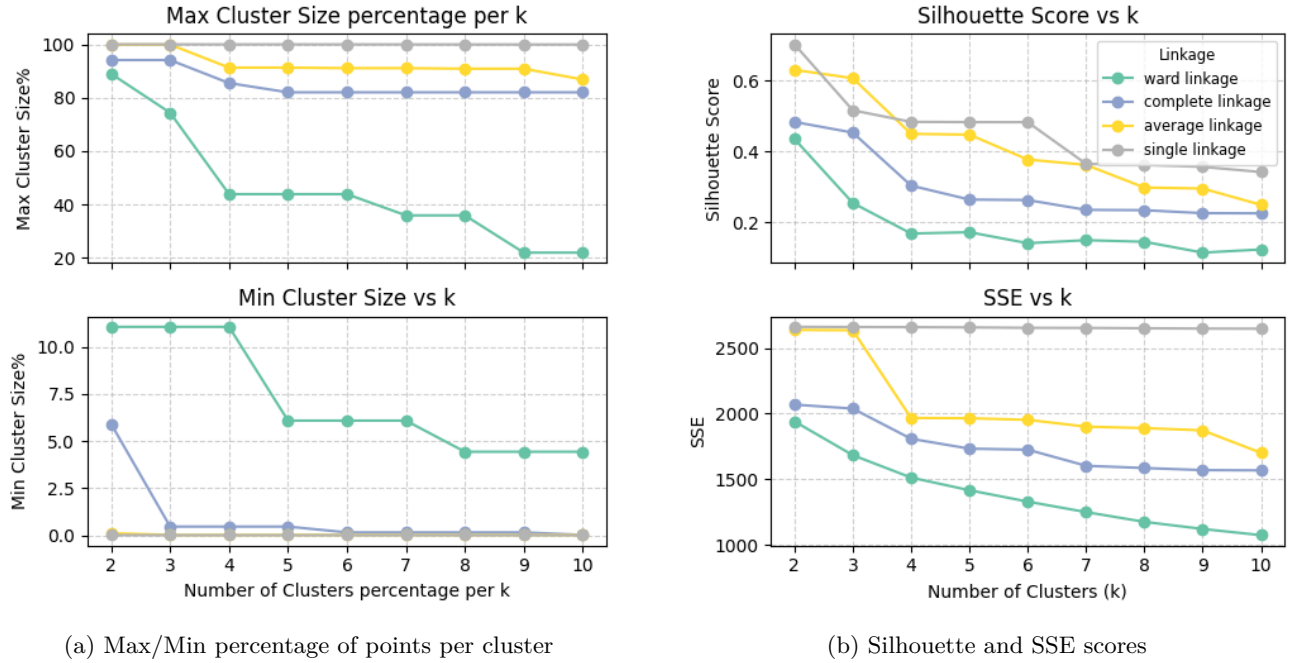 Max Cluster Size percentage per k
Max Cluster Size%
100
80
60
40
20
Min Cluster Size vs k
Min Cluster Size%
10.0
7.5
5.0
2.5
0.0
2 3 4 5 6 7 8 9 10
Number of Clusters percentage per k
(a) Max/Min percentage of points per cluster
Silhouette Score vs k
Silhouette Score
0.6
0.4
0.2
Linkage
ward linkage
complete linkage
average linkage
single linkage
SSE vs k
SSE
2500
2000
1500
1000
2 3 4 5 6 7 8 9 10
Number of Clusters (k)
(b) Silhouette and SSE scores